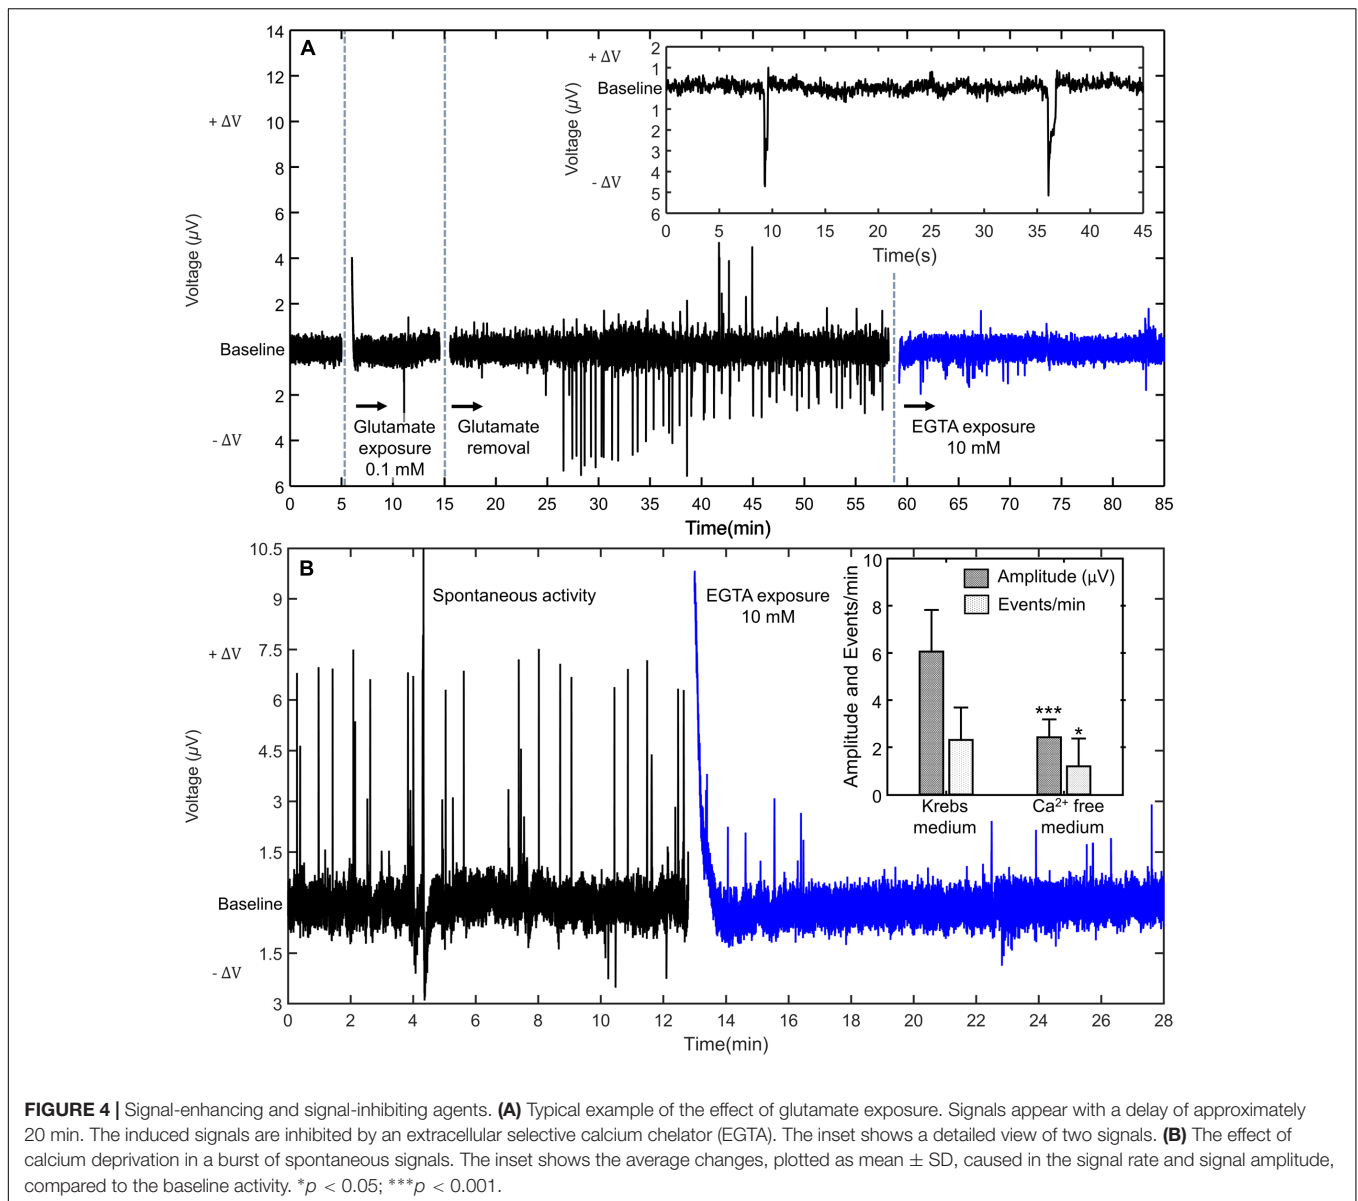 A
14
12
+ ΔV
10
8
6
Voltage (µV)
4
2
Baseline
2
- ΔV
4
6
0 5 10 15 20 25 30 35 40 45 50 55 60 65 70 75 80 85
Time(min)
Glutamate
exposure
0.1 mM
Glutamate
removal
EGTA exposure
10 mM
+ ΔV
2
1
Baseline
1
2
3
4
5
6
- ΔV
Voltage (µV)
0 5 10 15 20 25 30 35 40 45
Time(s)
B
10.5
9
+ ΔV
7.5
6
Voltage (µV)
4.5
3
1.5
Baseline
1.5
- ΔV
3
0 2 4 6 8 10 12 14 16 18 20 22 24 26 28
Time(min)
Spontaneous activity
EGTA exposure
10 mM
Amplitude and Events/min
10
8
6
4
2
0
Amplitude (µV)
Events/min
***
*
Krebs
medium
Ca²⁺ free
medium
FIGURE 4 | Signal-enhancing and signal-inhibiting agents. (A) Typical example of the effect of glutamate exposure. Signals appear with a delay of approximately
20 min. The induced signals are inhibited by an extracellular selective calcium chelator (EGTA). The inset shows a detailed view of two signals. (B) The effect of
calcium deprivation in a burst of spontaneous signals. The inset shows the average changes, plotted as mean ± SD, caused in the signal rate and signal amplitude,
compared to the baseline activity. *p < 0.05; ***p < 0.001.